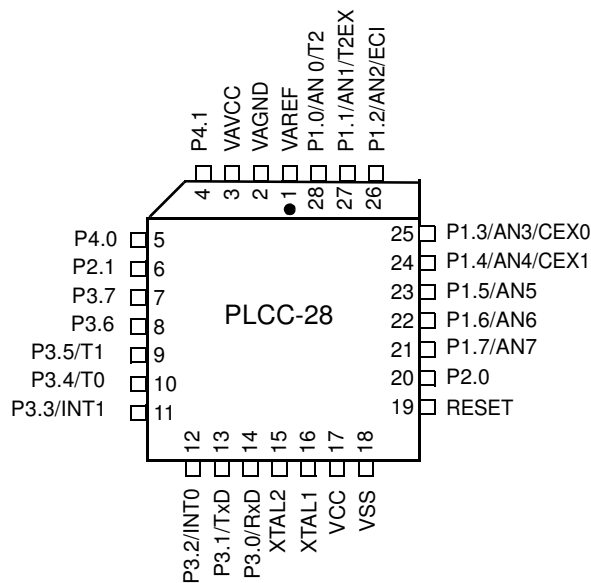 P4.1
VAVCC
VAGND
VAREF
P1.0/AN 0/T2
P1.1/AN1/T2EX
P1.2/AN2/ECI
4
3
2
1
28
27
26
P4.0
5
P2.1
6
P3.7
7
P3.6
8
P3.5/T1
9
P3.4/T0
10
P3.3/INT1
11
PLCC-28
25
P1.3/AN3/CEX0
24
P1.4/AN4/CEX1
23
P1.5/AN5
22
P1.6/AN6
21
P1.7/AN7
20
P2.0
19
RESET
12
13
14
15
16
17
18
P3.2/INT0
P3.1/TxD
P3.0/RxD
XTAL2
XTAL1
VCC
VSS